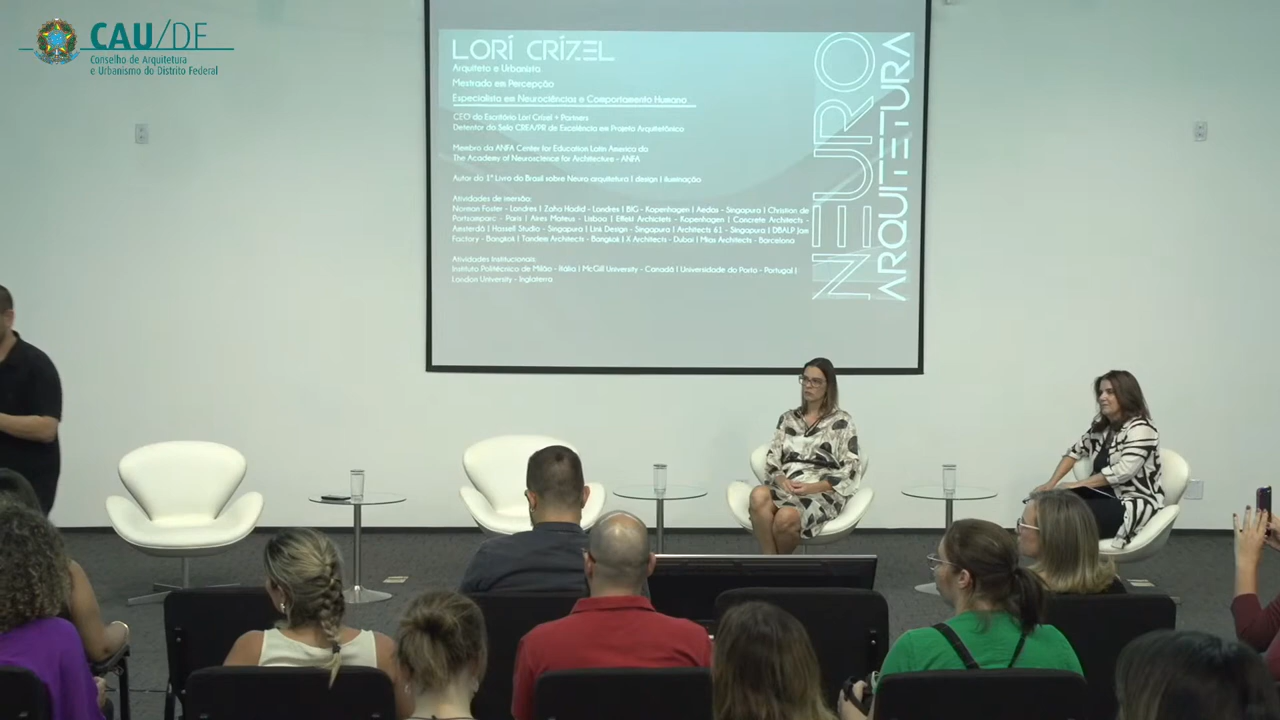 CAU/DF
Conselho de Arquitetura
e Urbanismo do Distrito Federal
LORÍ CRÍZEL
Arquiteto e Urbanista
Mestrado em Percepção
Especialista em Neurociências e Comportamento Humano
CEO do Escritório Lorí Crízel + Partners
Detentor do Selo CREA/PR de Excelência em Projeto Arquitetônico
Membro da ANFA Center for Education Latin America da
The Academy of Neuroscience for Architecture - ANFA
Autor do 1º Livro do Brasil sobre Neuro arquitetura | design | iluminação
Atividades de imersão:
Norman Foster - Londres | Zaha Hadid - Londres | BIG - Kopenhagen | Aedas - Singapura | Christian de
Portzamparc - Paris | Aires Mateus - Lisboa | Effekt Architects - Kopenhagen | Concrete Architects -
Amsterdã | Hassell Studio - Singapura | Link Design - Singapura | Architects 61 - Singapura | DBALP Jam
Factory - Bangkok | Tandem Architects - Bangkok | X Architects - Dubai | Mias Architects - Barcelona
Atividades Institucionais:
Instituto Politécnico de Milão - Itália | McGill University - Canadá | Universidade do Porto - Portugal |
London University - Inglaterra
NEURO
ARQUITETURA